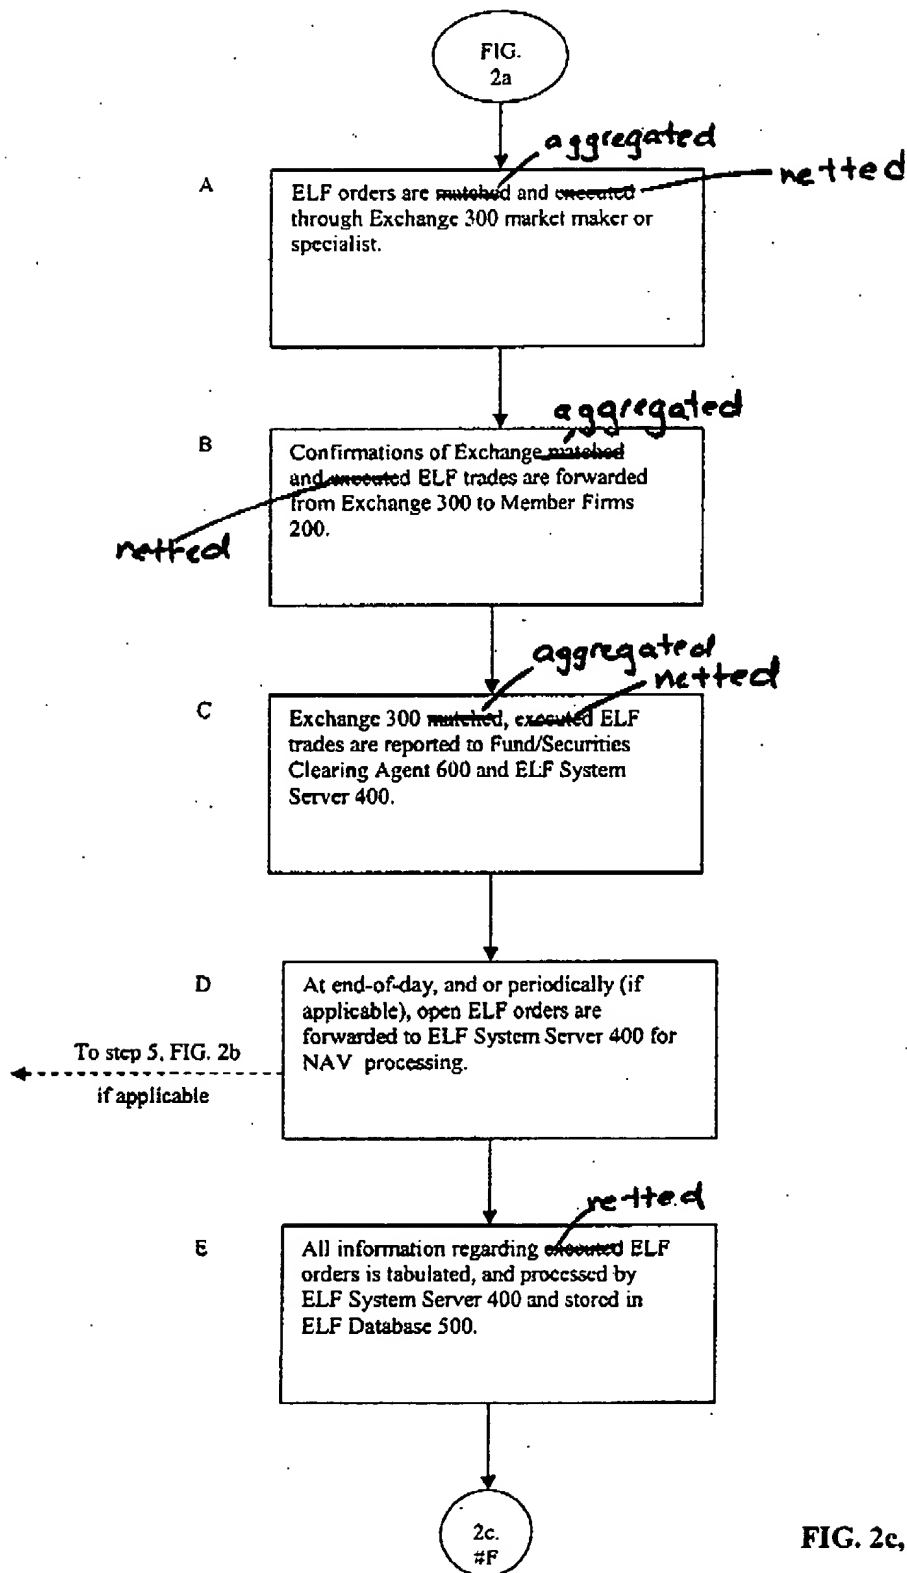 FIG.
2a
aggregated
netted
A
ELF orders are matched and executed
through Exchange 300 market maker or
specialist.
aggregated
B
Confirmations of Exchange matched
and executed ELF trades are forwarded
from Exchange 300 to Member Firms
200.
netted
aggregated
netted
C
Exchange 300 matched, executed ELF
trades are reported to Fund/Securities
Clearing Agent 600 and ELF System
Server 400.
D
At end-of-day, and or periodically (if
applicable), open ELF orders are
forwarded to ELF System Server 400 for
NAV processing.
To step 5, FIG. 2b
if applicable
netted
E
All information regarding executed ELF
orders is tabulated, and processed by
ELF System Server 400 and stored in
ELF Database 500.
2c.
#F
FIG. 2c,